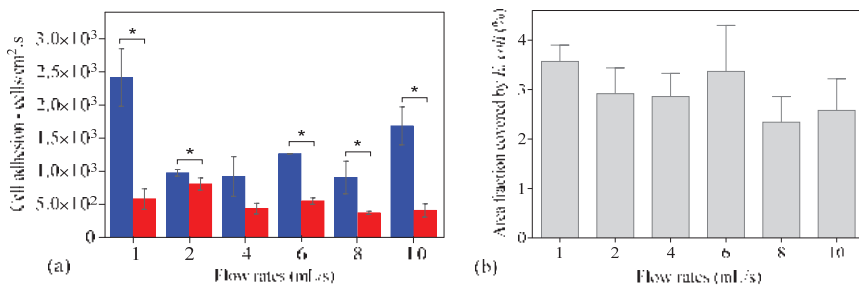 Cell adhesion - cells/cm².s
3.0×10³
2.5×10³
2.0×10³
1.5×10³
1.0×10³
5.0×10²
0
*
*
*
*
*
1 2 4 6 8 10
Flow rates (mL/s)
(a)
Area fraction covered by E. coli (%)
4
3
2
1
0
1 2 4 6 8 10
Flow rates (mL/s)
(b)